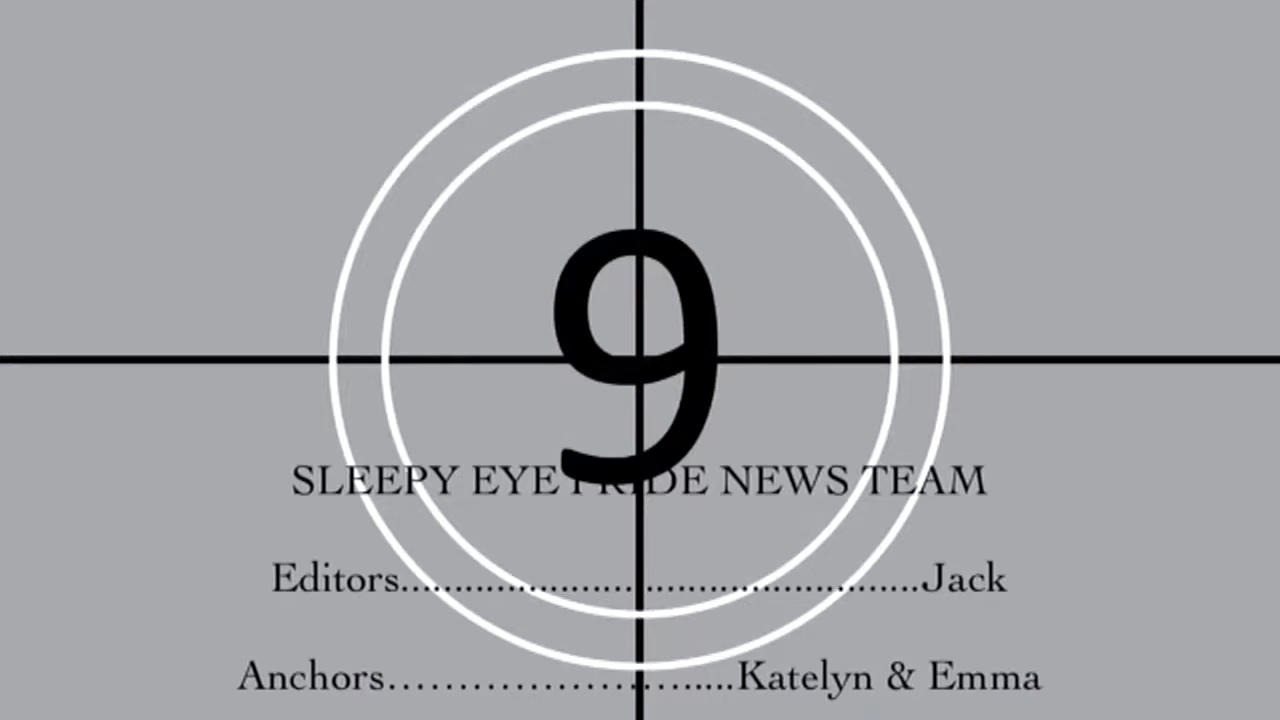 9
SLEEPY EYE PRIDE NEWS TEAM
Editors................................................Jack
Anchors…………………….....Katelyn & Emma